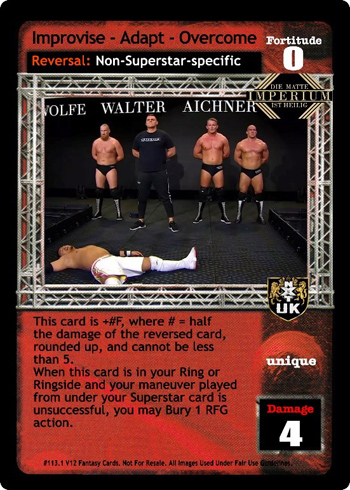 Improvise - Adapt - Overcome
Fortitude
0
Reversal: Non-Superstar-specific
WOLFE WALTER AICHNER
DIE MATTE
IMPERIUM
IST HEILIG
NXT
UK
This card is +#F, where # = half
the damage of the reversed card,
rounded up, and cannot be less
than 5.
When this card is in your Ring or
Ringside and your maneuver played
from under your Superstar card is
unsuccessful, you may Bury 1 RFG
action.
unique
Damage
4
#113.1 V12 Fantasy Cards. Not For Resale. All Images Used Under Fair Use Guidelines.